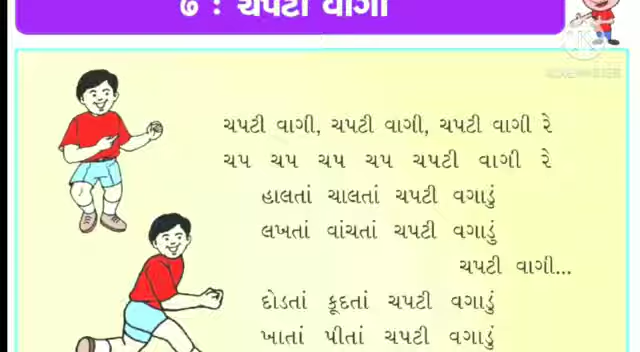 ૭ : ચપટી વાગી
ચપટી વાગી, ચપટી વાગી, ચપટી વાગી રે
ચપ ચપ ચપ ચપ ચપટી વાગી રે
હાલતાં ચાલતાં ચપટી વગાડું
લખતાં વાંચતાં ચપટી વગાડું
ચપટી વાગી...
દોડતાં કૂદતાં ચપટી વગાડું
ખાતાં પીતાં ચપટી વગાડું